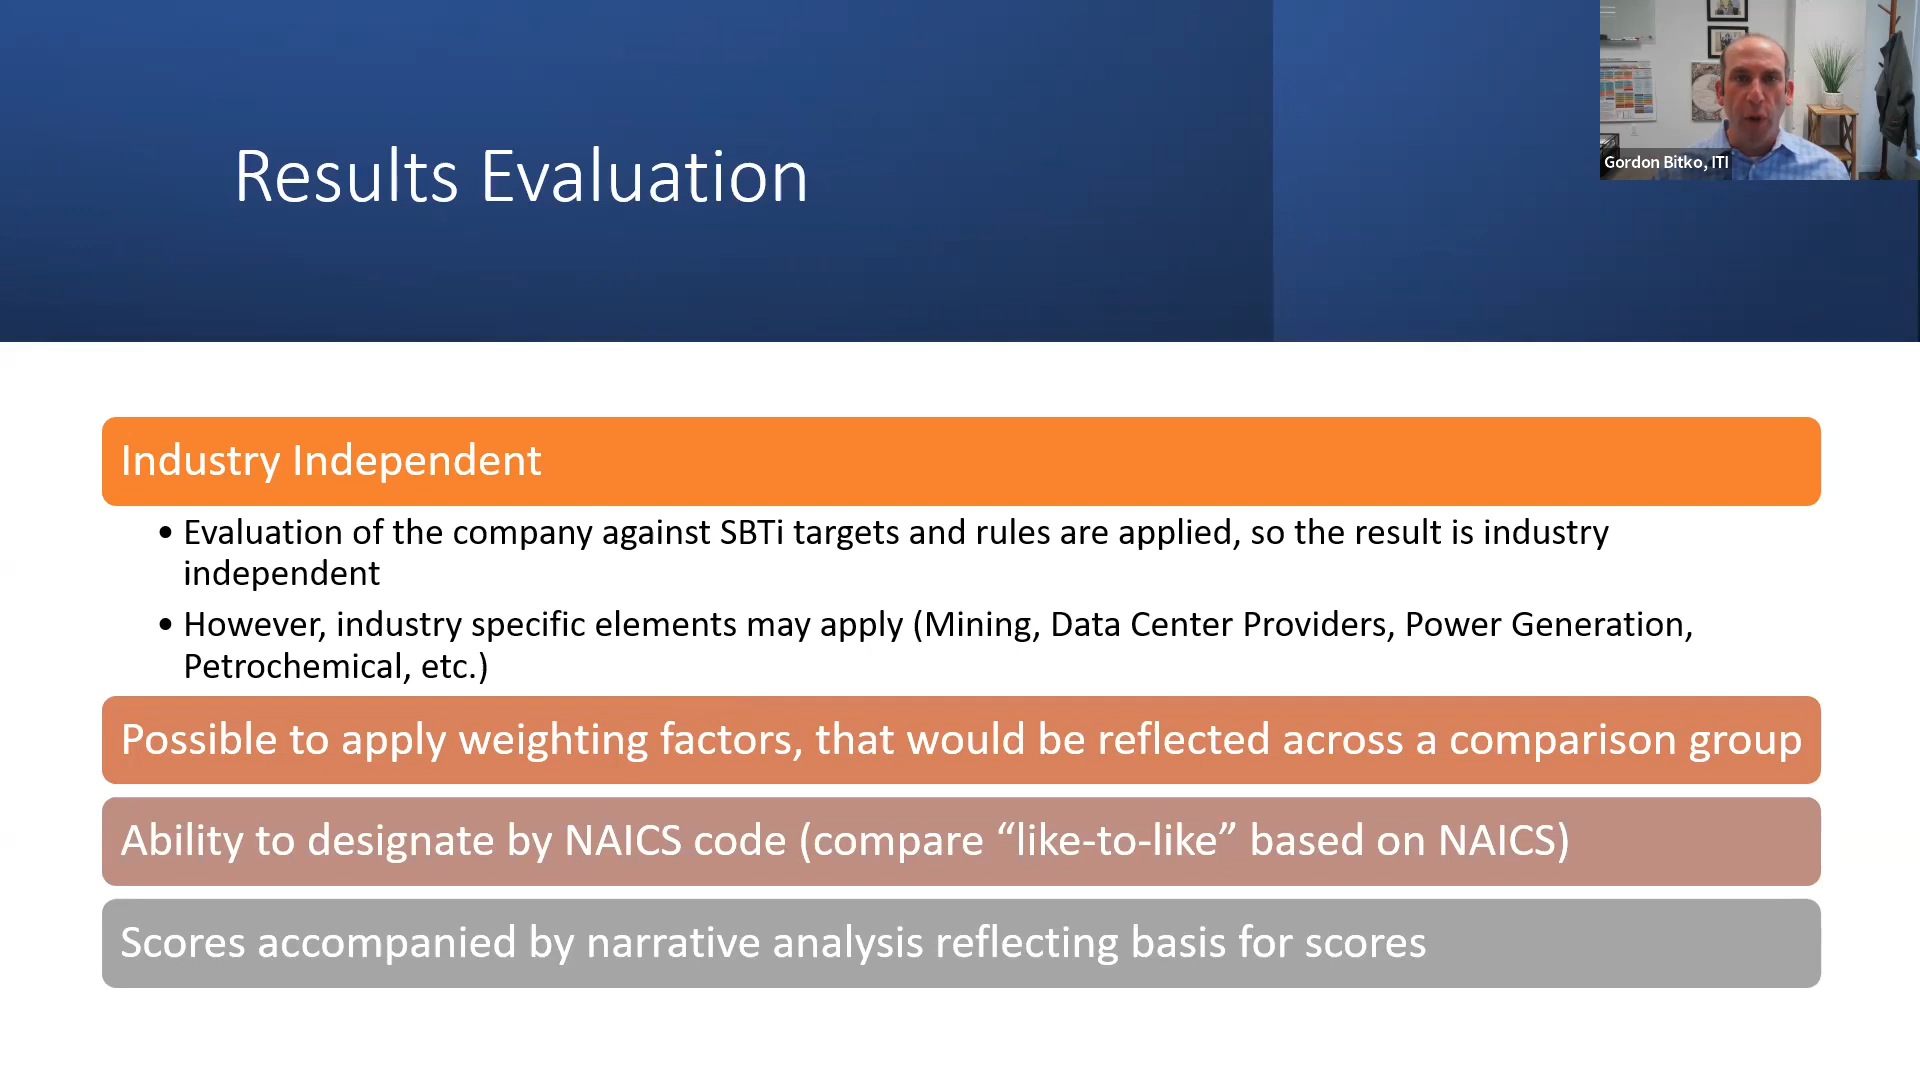 Results Evaluation
Gordon Bitko, ITI
Industry Independent
• Evaluation of the company against SBTi targets and rules are applied, so the result is industry
independent
• However, industry specific elements may apply (Mining, Data Center Providers, Power Generation,
Petrochemical, etc.)
Possible to apply weighting factors, that would be reflected across a comparison group
Ability to designate by NAICS code (compare “like-to-like” based on NAICS)
Scores accompanied by narrative analysis reflecting basis for scores